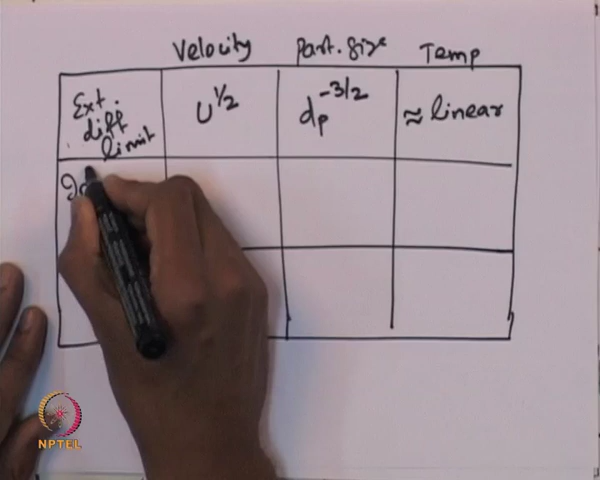 Velocity Part. Size Temp
Ext. diff limit U^1/2 dp^-3/2 ≈ linear
NPTEL